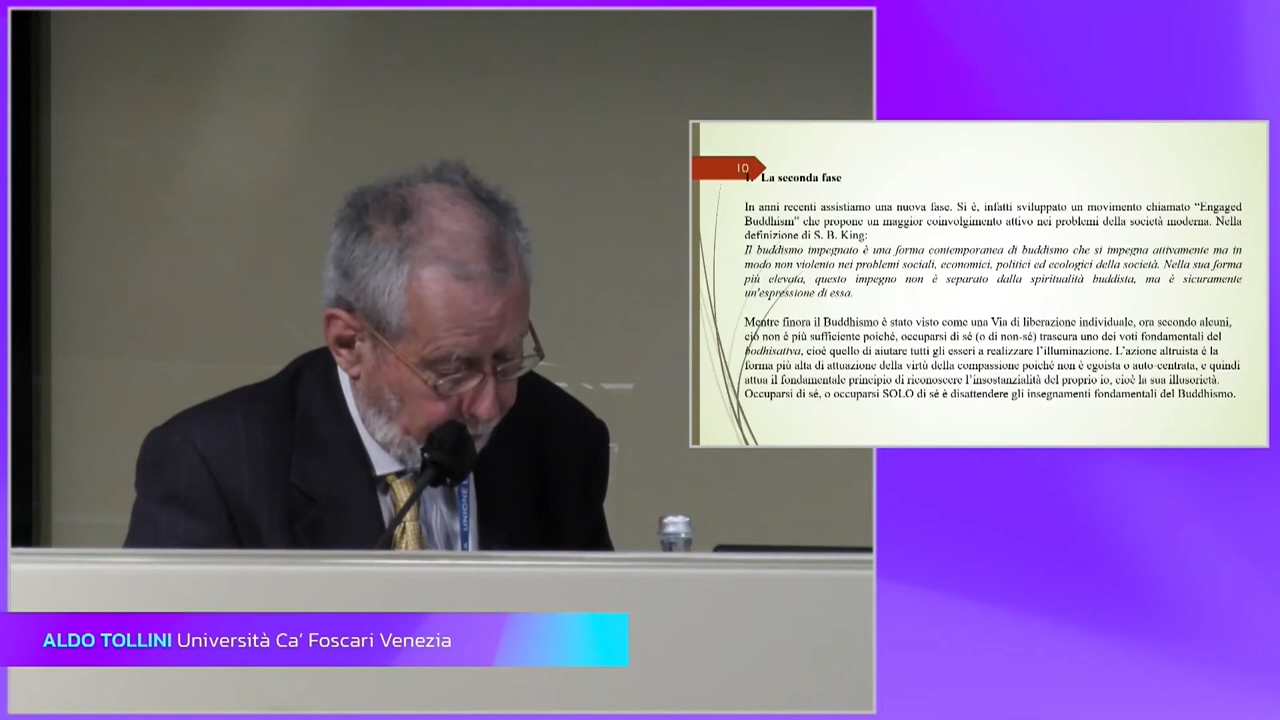 10
1. La seconda fase
In anni recenti assistiamo una nuova fase. Si è, infatti sviluppato un movimento chiamato “Engaged
Buddhism” che propone un maggior coinvolgimento attivo nei problemi della società moderna. Nella
definizione di S. B. King:
Il buddismo impegnato è una forma contemporanea di buddismo che si impegna attivamente ma in
modo non violento nei problemi sociali, economici, politici ed ecologici della società. Nella sua forma
più elevata, questo impegno non è separato dalla spiritualità buddista, ma è sicuramente
un'espressione di essa.
Mentre finora il Buddhismo è stato visto come una Via di liberazione individuale, ora secondo alcuni,
ciò non è più sufficiente poiché, occuparsi di sé (o di non-sé) trascura uno dei voti fondamentali del
bodhisattva, cioè quello di aiutare tutti gli esseri a realizzare l’illuminazione. L’azione altruista è la
forma più alta di attuazione della virtù della compassione poiché non è egoista o auto-centrata, e quindi
attua il fondamentale principio di riconoscere l’insostanzialità del proprio io, cioè la sua illusorietà.
Occuparsi di sé, o occuparsi SOLO di sé è disattendere gli insegnamenti fondamentali del Buddhismo.
UNIONE
ALDO TOLLINI Università Ca’ Foscari Venezia